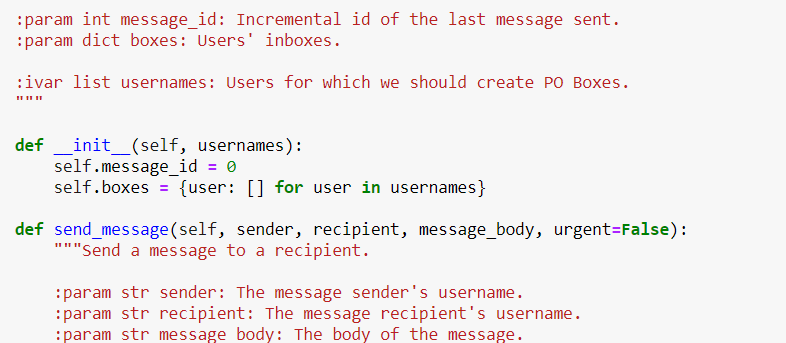 :param int message_id: Incremental id of the last message sent.
:param dict boxes: Users' inboxes.
:ivar list usernames: Users for which we should create PO Boxes.
"""
def __init__(self, usernames):
self.message_id = 0
self.boxes = {user: [] for user in usernames}
def send_message(self, sender, recipient, message_body, urgent=False):
"""Send a message to a recipient.
:param str sender: The message sender's username.
:param str recipient: The message recipient's username.
:param str message_body: The body of the message.